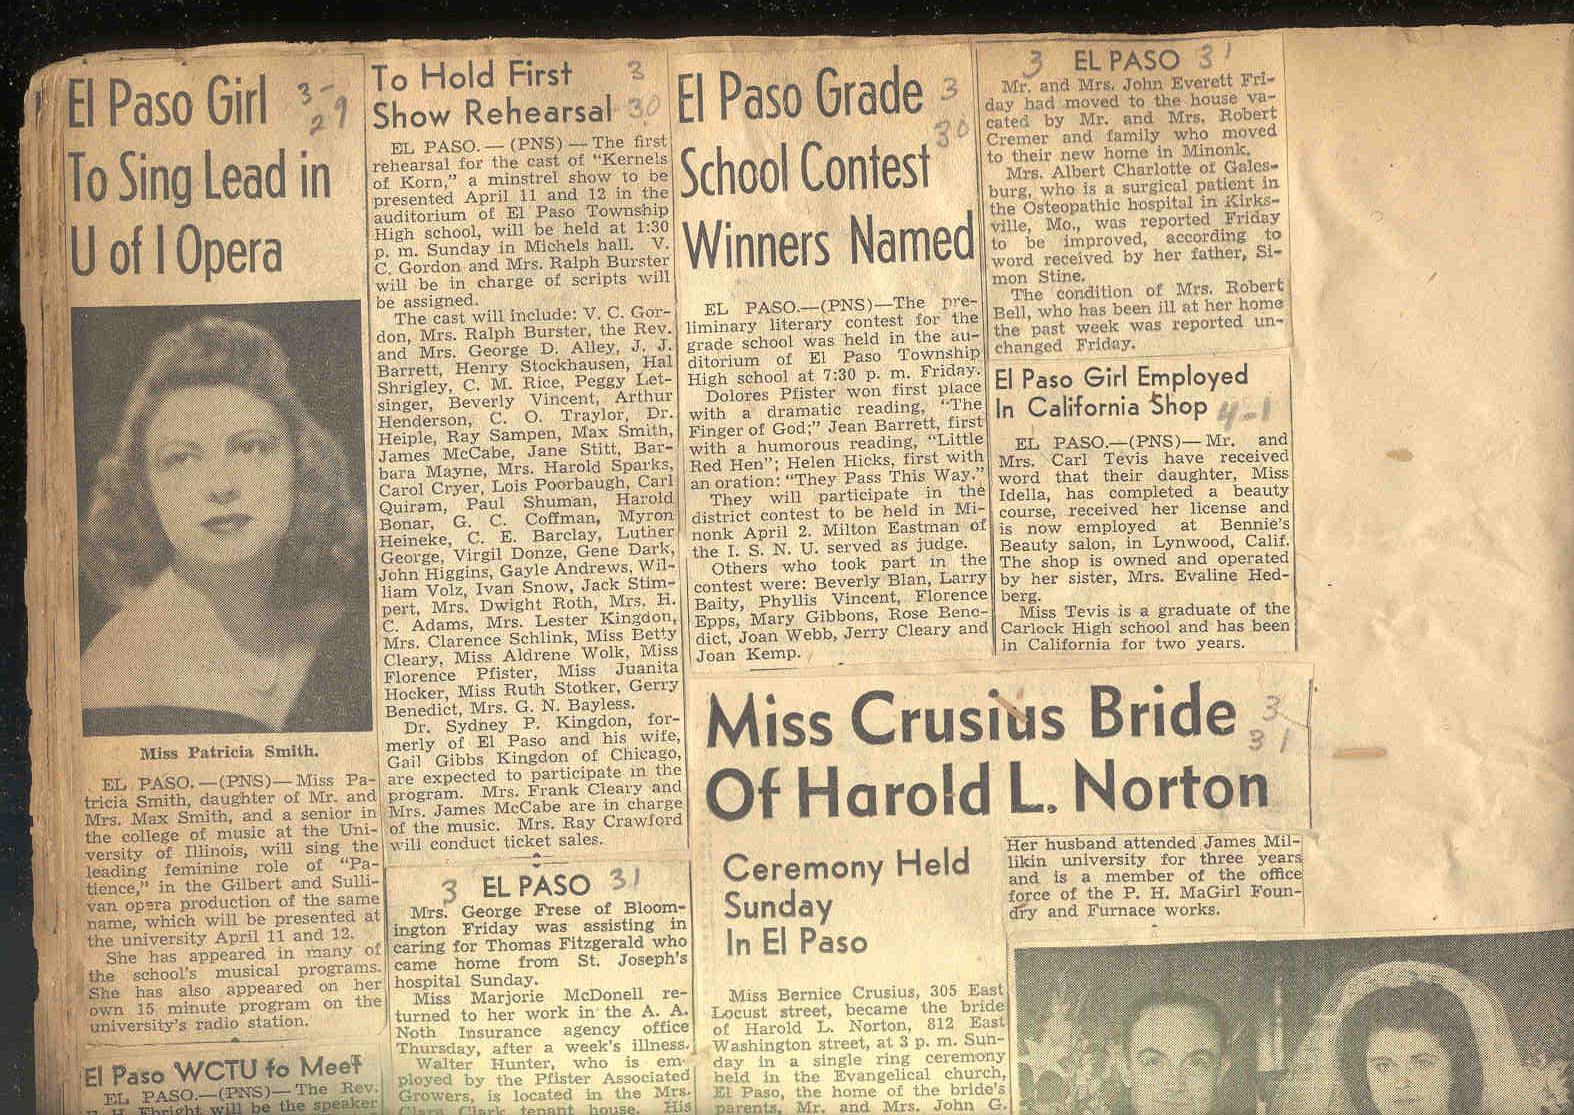 El Paso Girl
To Sing Lead in
U of I Opera
3-
29
Miss Patricia Smith.
EL PASO.—(PNS)—Miss Pa-
tricia Smith, daughter of Mr. and
Mrs. Max Smith, and a senior in
the college of music at the Uni-
versity of Illinois, will sing the
leading feminine role of "Pa-
tience," in the Gilbert and Sulli-
van opera production of the same
name, which will be presented at
the university April 11 and 12.
She has appeared in many of
the school's musical programs.
She has also appeared on her
own 15 minute program on the
university's radio station.
El Paso WCTU to Meet
EL PASO.—(PNS)— The Rev.
Ebright will be the speaker
To Hold First
Show Rehearsal
3
30
EL PASO.— (PNS) — The first
rehearsal for the cast of "Kernels
of Korn," a minstrel show to be
presented April 11 and 12 in the
auditorium of El Paso Township
High school, will be held at 1:30
p. m. Sunday in Michels hall. V.
C. Gordon and Mrs. Ralph Burster
will be in charge of scripts will
be assigned.
The cast will include: V. C. Gor-
don, Mrs. Ralph Burster, the Rev.
and Mrs. George D. Alley, J. J.
Barrett, Henry Stockhausen, Hal
Shrigley, C. M. Rice, Peggy Let-
singer, Beverly Vincent, Arthur
Henderson, C. O. Traylor, Dr.
Heiple, Ray Sampen, Max Smith,
James McCabe, Jane Stitt, Bar-
bara Mayne, Mrs. Harold Sparks,
Carol Cryer, Lois Poorbaugh, Carl
Quiram, Paul Shuman, Harold
Bonar, G. C. Coffman, Myron
Heineke, C. E. Barclay, Luther
George, Virgil Donze, Gene Dark,
John Higgins, Gayle Andrews, Wil-
liam Volz, Ivan Snow, Jack Stim-
pert, Mrs. Dwight Roth, Mrs. H.
C. Adams, Mrs. Lester Kingdon,
Mrs. Clarence Schlink, Miss Betty
Cleary, Miss Aldrene Wolk, Miss
Florence Pfister, Miss Juanita
Hocker, Miss Ruth Stotker, Gerry
Benedict, Mrs. G. N. Bayless.
Dr. Sydney P. Kingdon, for-
merly of El Paso and his wife,
Gail Gibbs Kingdon of Chicago,
are expected to participate in the
program. Mrs. Frank Cleary and
Mrs. James McCabe are in charge
of the music. Mrs. Ray Crawford
will conduct ticket sales.
3 EL PASO 31
Mrs. George Frese of Bloom-
ington Friday was assisting in
caring for Thomas Fitzgerald who
came home from St. Joseph's
hospital Sunday.
Miss Marjorie McDonell re-
turned to her work in the A. A.
Noth Insurance agency office
Thursday, after a week's illness.
Walter Hunter, who is em-
ployed by the Pfister Associated
Growers, is located in the Mrs.
Clara Clark tenant house. His
El Paso Grade
School Contest
Winners Named
3
30
EL PASO.—(PNS)—The pre-
liminary literary contest for the
grade school was held in the au-
ditorium of El Paso Township
High school at 7:30 p. m. Friday.
Dolores Pfister won first place
with a dramatic reading, "The
Finger of God;" Jean Barrett, first
with a humorous reading, "Little
Red Hen"; Helen Hicks, first with
an oration: "They Pass This Way."
They will participate in the
district contest to be held in Mi-
nonk April 2. Milton Eastman of
the I. S. N. U. served as judge.
Others who took part in the
contest were: Beverly Blan, Larry
Baity, Phyllis Vincent, Florence
Epps, Mary Gibbons, Rose Bene-
dict, Joan Webb, Jerry Cleary and
Joan Kemp.
3 EL PASO 31
Mr. and Mrs. John Everett Fri-
day had moved to the house va-
cated by Mr. and Mrs. Robert
Cremer and family who moved
to their new home in Minonk.
Mrs. Albert Charlotte of Gales-
burg, who is a surgical patient in
the Osteopathic hospital in Kirks-
ville, Mo., was reported Friday
to be improved, according to
word received by her father, Si-
mon Stine.
The condition of Mrs. Robert
Bell, who has been ill at her home
the past week was reported un-
changed Friday.
El Paso Girl Employed
In California Shop 4-1
EL PASO.—(PNS)— Mr. and
Mrs. Carl Tevis have received
word that their daughter, Miss
Idella, has completed a beauty
course, received her license and
is now employed at Bennie's
Beauty salon, in Lynwood, Calif.
The shop is owned and operated
by her sister, Mrs. Evaline Hed-
berg.
Miss Tevis is a graduate of the
Carlock High school and has been
in California for two years.
Miss Crusius Bride
Of Harold L. Norton
3
31
Ceremony Held
Sunday
In El Paso
Miss Bernice Crusius, 305 East
Locust street, became the bride
of Harold L. Norton, 812 East
Washington street, at 3 p. m. Sun-
day in a single ring ceremony
held in the Evangelical church,
El Paso, the home of the bride's
parents, Mr. and Mrs. John G.
Her husband attended James Mil-
likin university for three years
and is a member of the office
force of the P. H. MaGirl Foun-
dry and Furnace works.